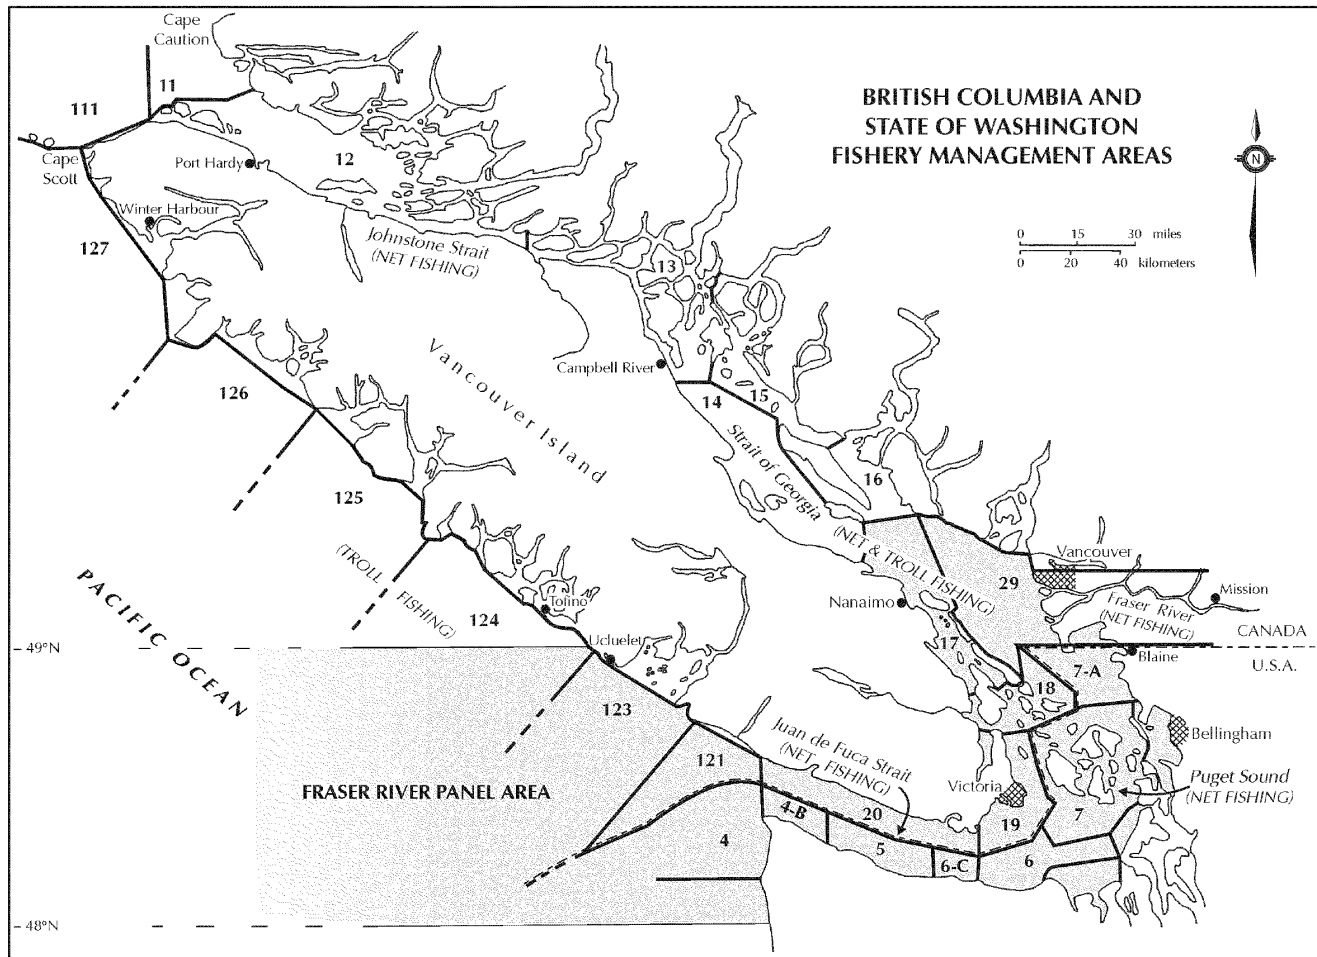 Cape
Caution
11
111
BRITISH COLUMBIA AND
STATE OF WASHINGTON
FISHERY MANAGEMENT AREAS
N
Cape
Scott
Port Hardy
12
Winter Harbour
127
Johnstone Strait
(NET FISHING)
13
0 15 30 miles
0 20 40 kilometers
Vancouver Island
Campbell River
126
14
15
Strait of Georgia
(NET & TROLL FISHING)
16
125
(TROLL FISHING)
PACIFIC OCEAN
124
Tofino
Ucluelet
29
Vancouver
Mission
Fraser River
(NET FISHING)
Nanaimo
17
CANADA
U.S.A.
49°N
Blaine
7-A
18
123
Juan de Fuca Strait
(NET FISHING)
Bellingham
121
Puget Sound
(NET FISHING)
Victoria
FRASER RIVER PANEL AREA
4-B
20
19
7
4
5
6-C
6
48°N